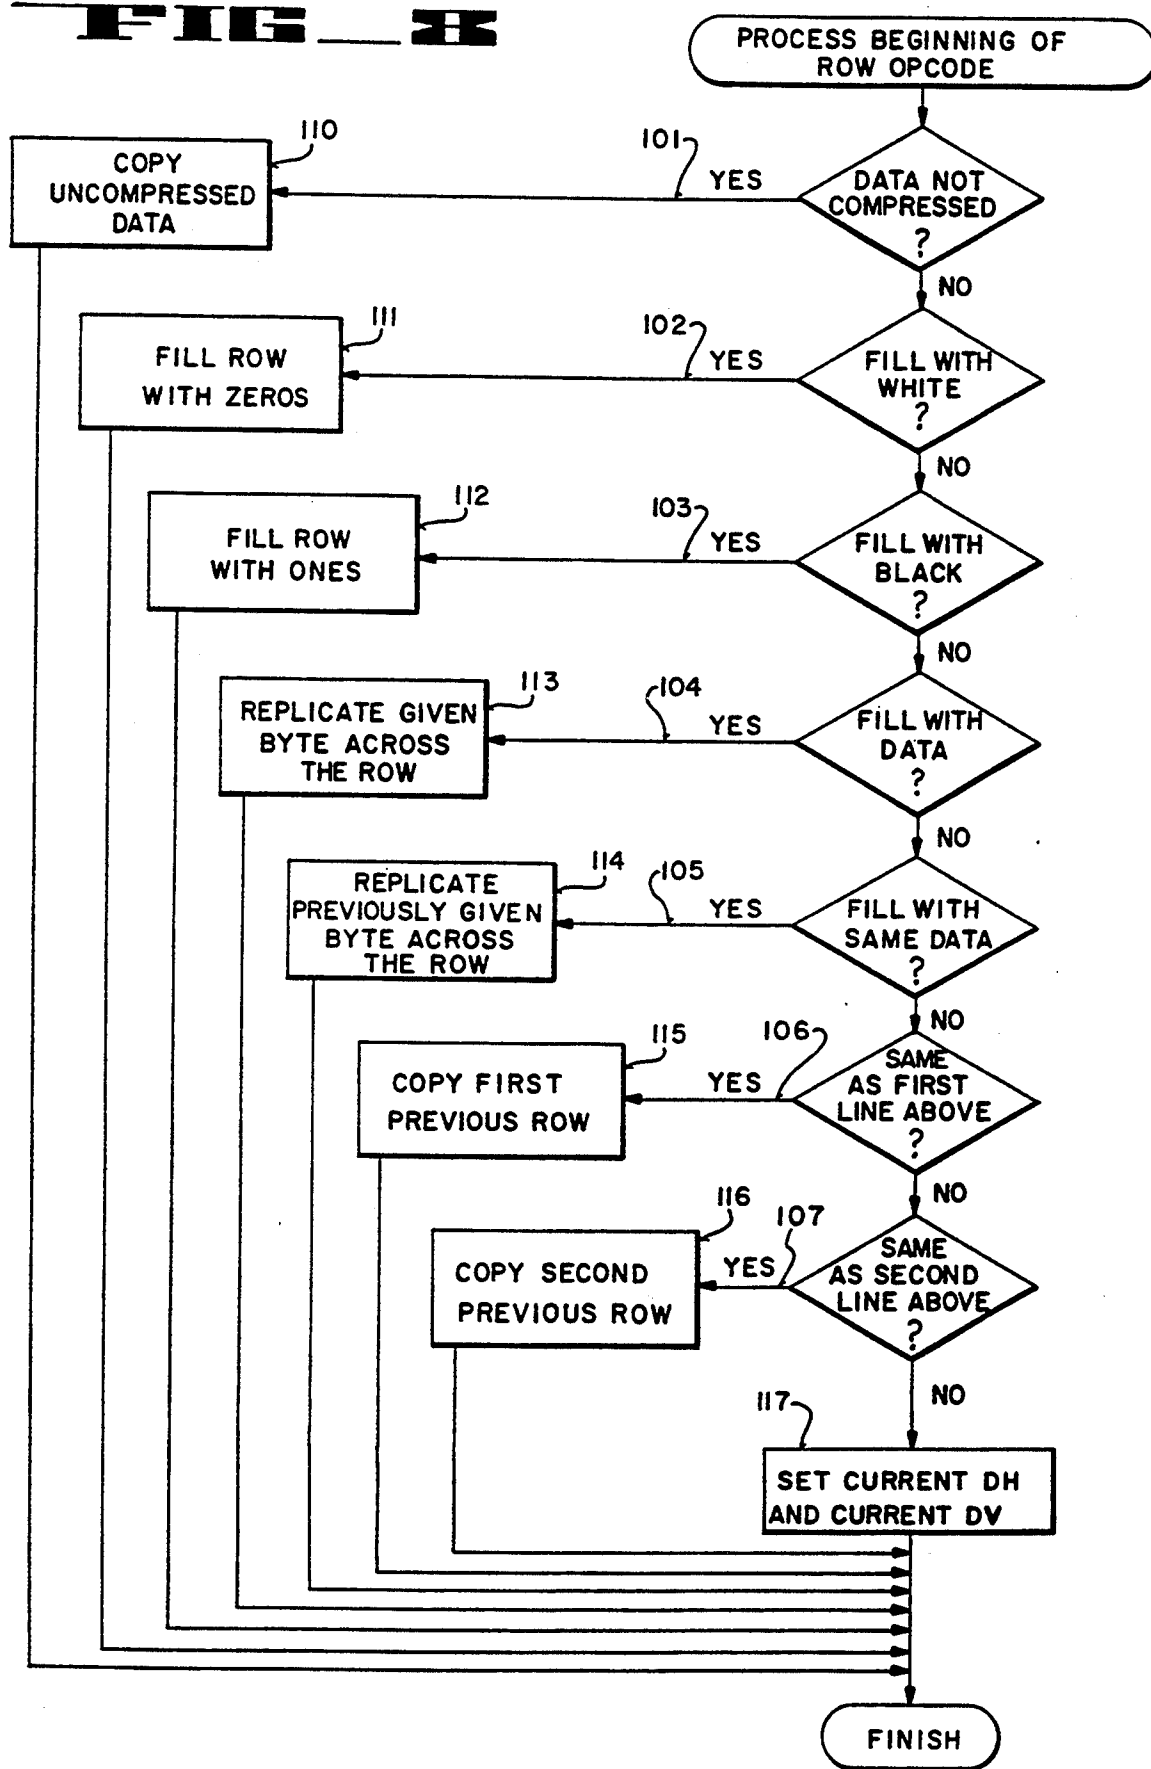 FIG_8
PROCESS BEGINNING OF
ROW OPCODE
110
COPY
UNCOMPRESSED
DATA
101
YES
DATA NOT
COMPRESSED
?
NO
111
FILL ROW
WITH ZEROS
102
YES
FILL WITH
WHITE
?
NO
112
FILL ROW
WITH ONES
103
YES
FILL WITH
BLACK
?
NO
113
REPLICATE GIVEN
BYTE ACROSS
THE ROW
104
YES
FILL WITH
DATA
?
NO
114
REPLICATE
PREVIOUSLY GIVEN
BYTE ACROSS
THE ROW
105
YES
FILL WITH
SAME DATA
?
NO
115
COPY FIRST
PREVIOUS ROW
106
YES
SAME
AS FIRST
LINE ABOVE
?
NO
116
COPY SECOND
PREVIOUS ROW
107
YES
SAME
AS SECOND
LINE ABOVE
?
NO
117
SET CURRENT DH
AND CURRENT DV
FINISH